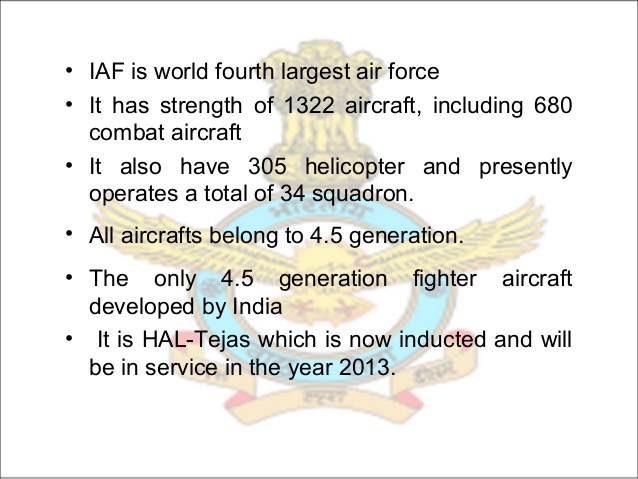 • IAF is world fourth largest air force
• It has strength of 1322 aircraft, including 680
combat aircraft
• It also have 305 helicopter and presently
operates a total of 34 squadron.
• All aircrafts belong to 4.5 generation.
• The only 4.5 generation fighter aircraft
developed by India
• It is HAL-Tejas which is now inducted and will
be in service in the year 2013.